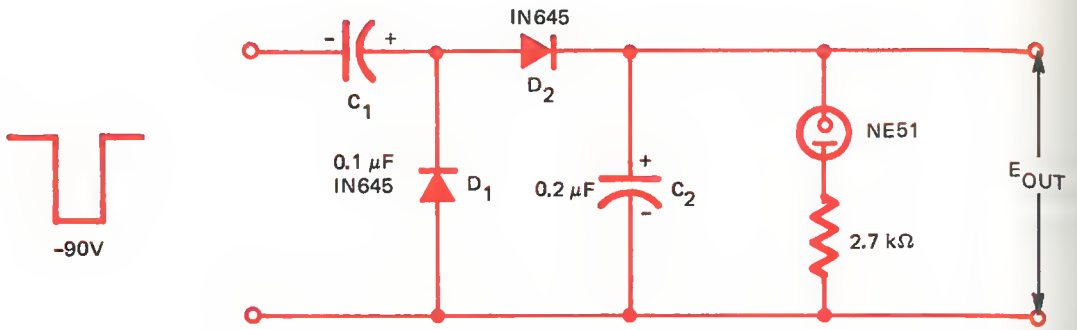 IN645
- +
C1
D2
NE51
0.1 μF
IN645
D1
+
0.2 μF
C2
-
EOUT
2.7 kΩ
-90V